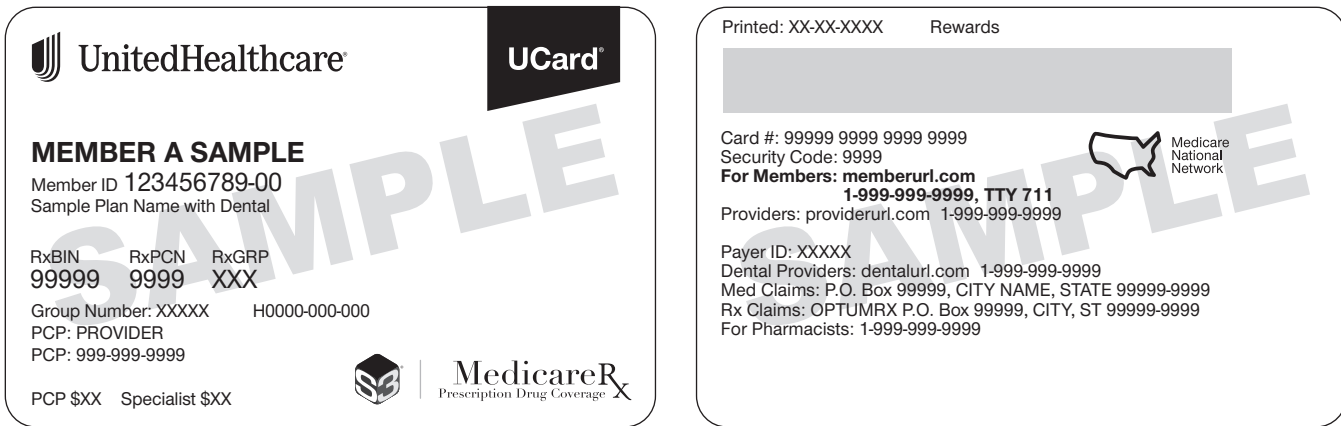 UnitedHealthcare®
UCard®
MEMBER A SAMPLE
Member ID 123456789-00
Sample Plan Name with Dental
RxBIN RxPCN RxGRP
99999 9999 XXX
Group Number: XXXXX H0000-000-000
PCP: PROVIDER
PCP: 999-999-9999
PCP $XX Specialist $XX
S3
MedicareRx
Prescription Drug Coverage
SAMPLE
Printed: XX-XX-XXXX Rewards
Card #: 99999 9999 9999 9999
Security Code: 9999
For Members: memberurl.com
1-999-999-9999, TTY 711
Providers: providerurl.com 1-999-999-9999
Medicare
National
Network
Payer ID: XXXXX
Dental Providers: dentalurl.com 1-999-999-9999
Med Claims: P.O. Box 99999, CITY NAME, STATE 99999-9999
Rx Claims: OPTUMRX P.O. Box 99999, CITY, ST 99999-9999
For Pharmacists: 1-999-999-9999
SAMPLE